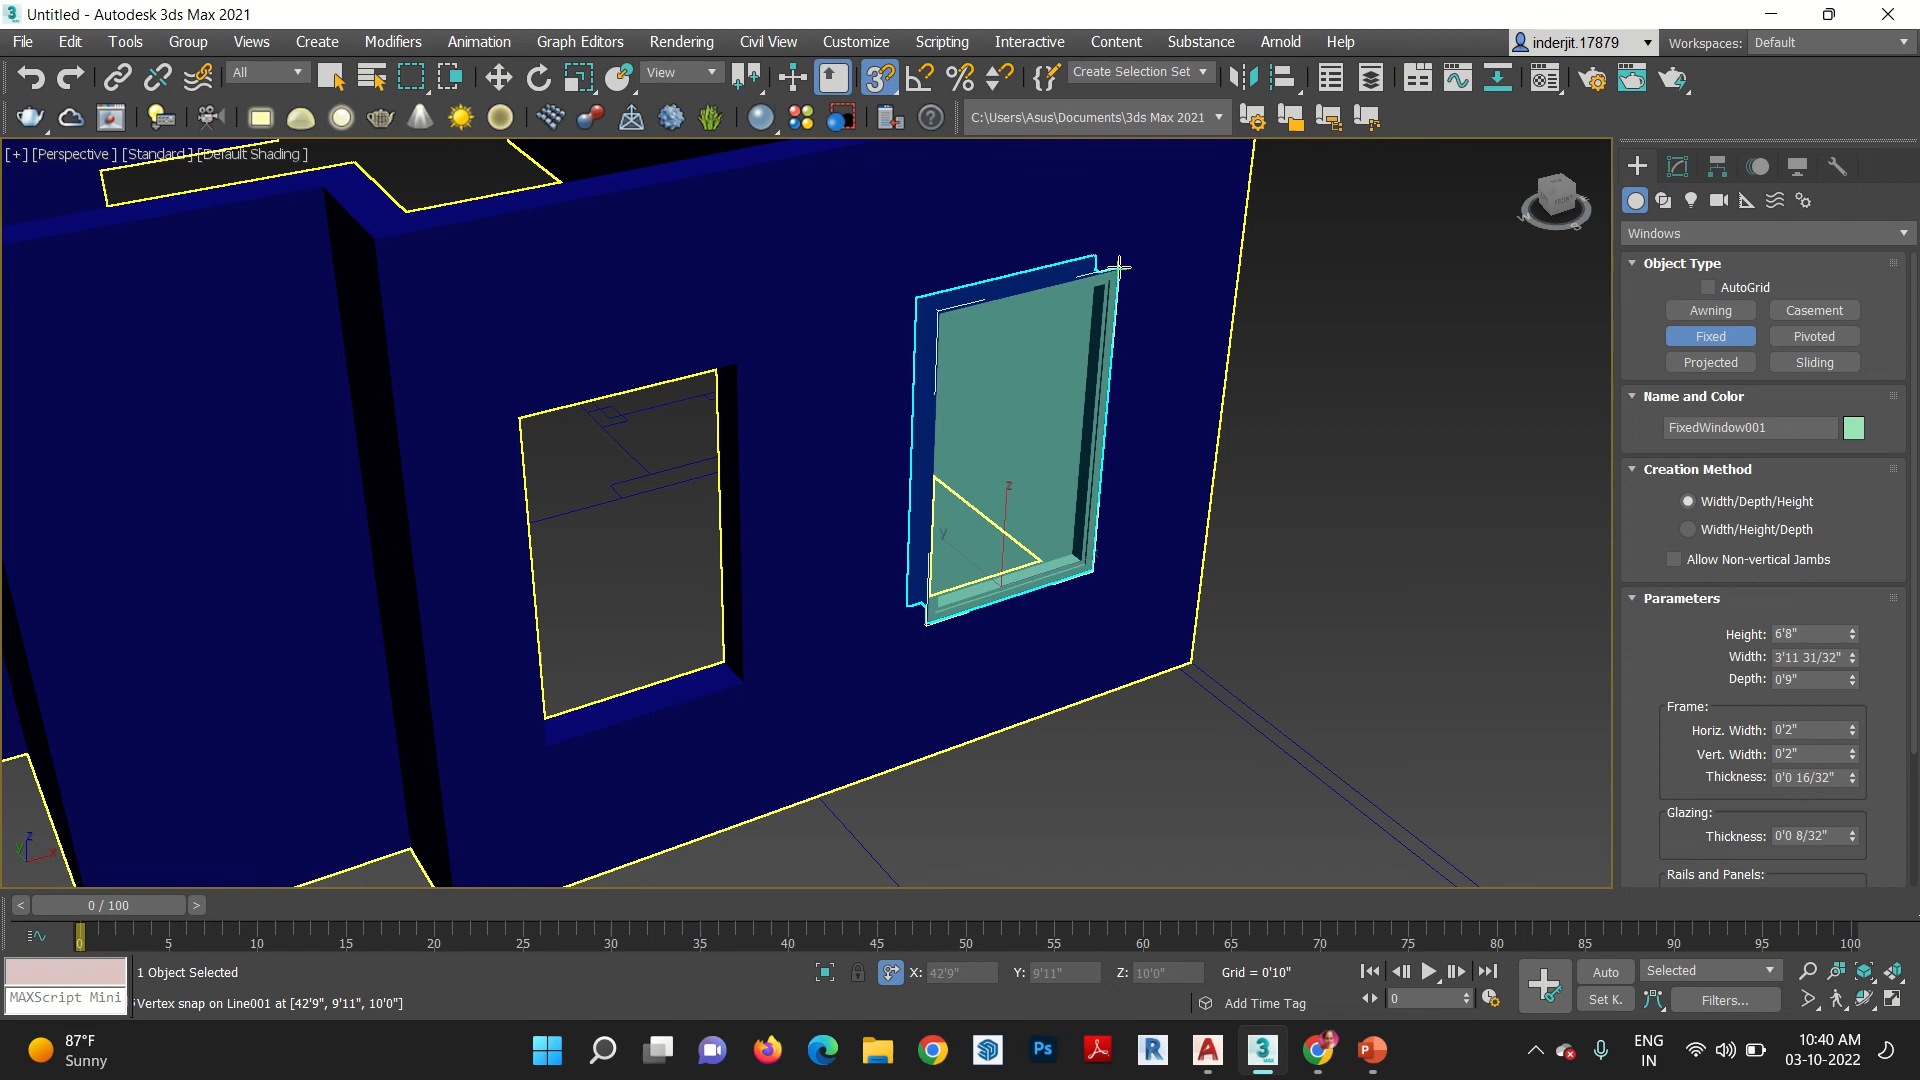 Untitled - Autodesk 3ds Max 2021
File Edit Tools Group Views Create Modifiers Animation Graph Editors Rendering Civil View Customize Scripting Interactive Content Substance Arnold Help
inderjit.17879 Workspaces: Default
All View Create Selection Set
C:\Users\Asus\Documents\3ds Max 2021
[+] [Perspective ] [Standard ] [Default Shading ]
Windows
Object Type
AutoGrid
Awning Casement
Fixed Pivoted
Projected Sliding
Name and Color
FixedWindow001
Creation Method
Width/Depth/Height
Width/Height/Depth
Allow Non-vertical Jambs
Parameters
Height: 6'8"
Width: 3'11 31/32"
Depth: 0'9"
Frame:
Horiz. Width: 0'2"
Vert. Width: 0'2"
Thickness: 0'0 16/32"
Glazing:
Thickness: 0'0 8/32"
Rails and Panels:
z
y
z
y
x
FRONT
W
S
< 0 / 100 >
0 5 10 15 20 25 30 35 40 45 50 55 60 65 70 75 80 85 90 95 100
1 Object Selected
X: 42'9" Y: 9'11" Z: 10'0" Grid = 0'10"
Auto Selected
MAXScript Mini
Vertex snap on Line001 at [42'9", 9'11", 10'0"]
Add Time Tag
0
Set K. Filters...
87°F
Sunny
Ps
R
A
3
MAX
P
ENG
IN
10:40 AM
03-10-2022